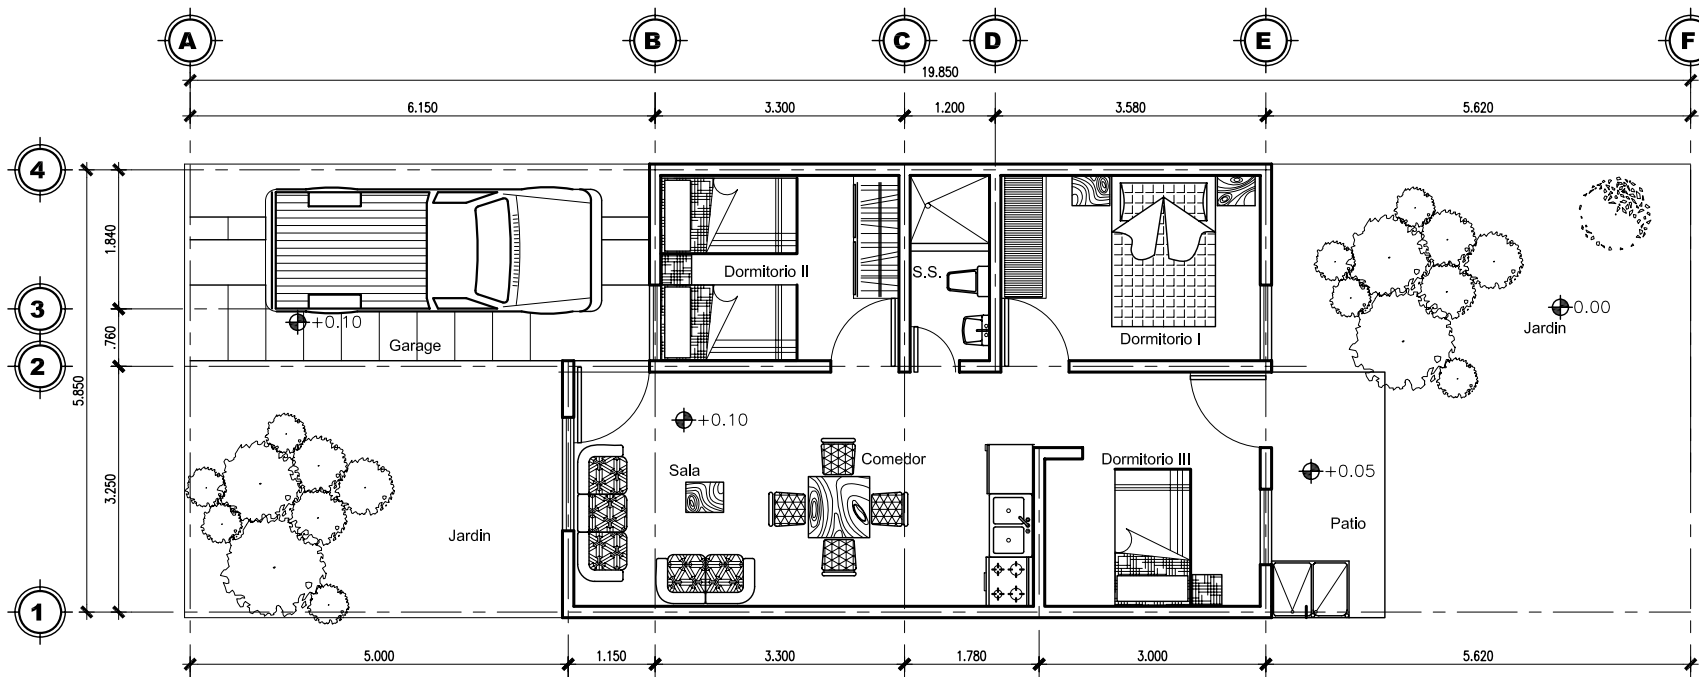 A B C D E F
19.850
6.150 3.300 1.200 3.580 5.620
4
1.840
Dormitorio II
S.S.
3
+0.10
-0.00
Jardin
.760
Garage
Dormitorio I
2
5.850
+0.10
Sala
Comedor
Dormitorio III
+0.05
3.250
Jardin
Patio
1
5.000 1.150 3.300 1.780 3.000 5.620